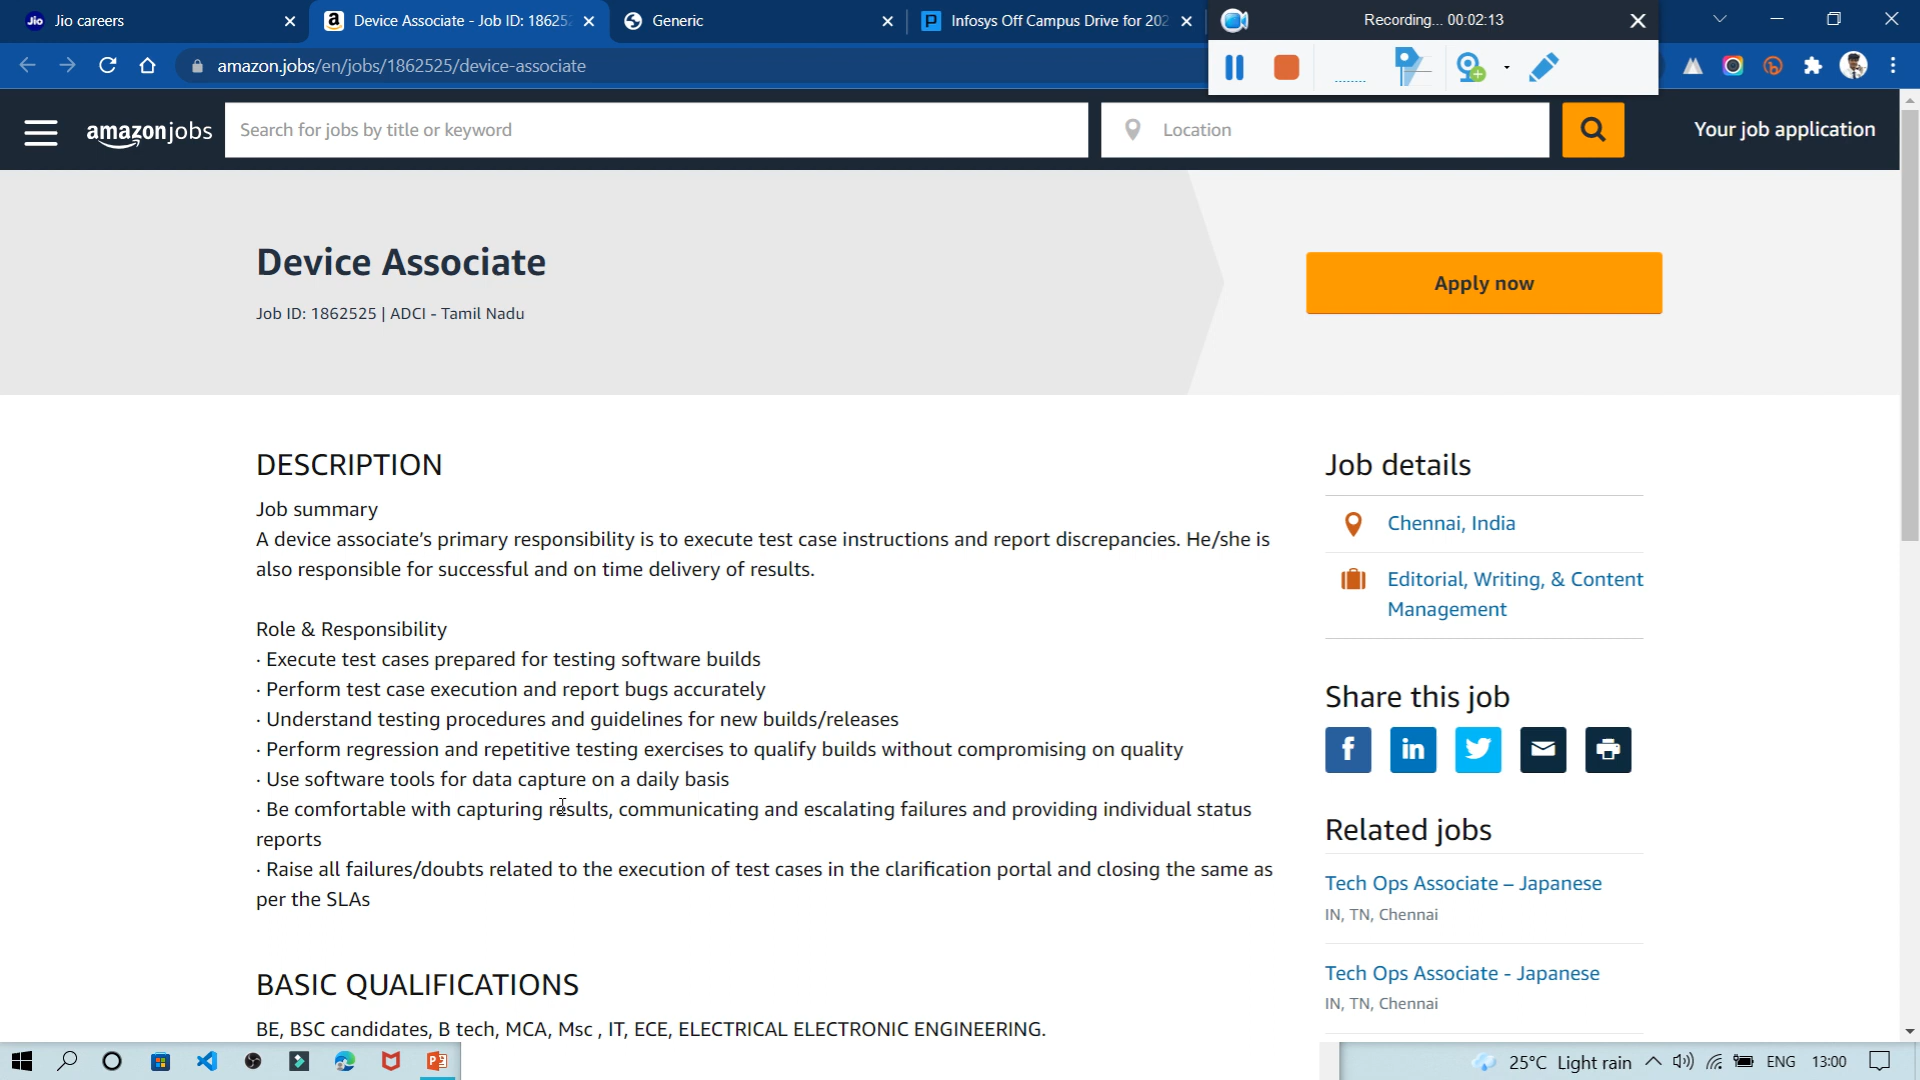 Jio careers
Device Associate - Job ID: 18625
Generic
Infosys Off Campus Drive for 202
Recording... 00:02:13
amazon.jobs/en/jobs/1862525/device-associate
amazonjobs
Search for jobs by title or keyword
Location
Your job application
Device Associate
Job ID: 1862525 | ADCI - Tamil Nadu
Apply now
DESCRIPTION
Job summary
A device associate's primary responsibility is to execute test case instructions and report discrepancies. He/she is
also responsible for successful and on time delivery of results.
Role & Responsibility
· Execute test cases prepared for testing software builds
· Perform test case execution and report bugs accurately
· Understand testing procedures and guidelines for new builds/releases
· Perform regression and repetitive testing exercises to qualify builds without compromising on quality
· Use software tools for data capture on a daily basis
· Be comfortable with capturing results, communicating and escalating failures and providing individual status
reports
· Raise all failures/doubts related to the execution of test cases in the clarification portal and closing the same as
per the SLAs
BASIC QUALIFICATIONS
BE, BSC candidates, B tech, MCA, Msc , IT, ECE, ELECTRICAL ELECTRONIC ENGINEERING.
Job details
Chennai, India
Editorial, Writing, & Content
Management
Share this job
Related jobs
Tech Ops Associate – Japanese
IN, TN, Chennai
Tech Ops Associate - Japanese
IN, TN, Chennai
25°C Light rain
ENG
13:00